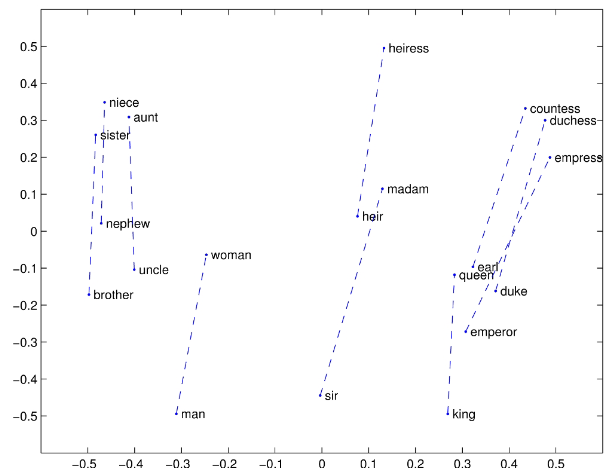 0.5
heiress
0.4
niece
countess
0.3
aunt
duchess
sister
0.2
empress
madam
0.1
heir
nephew
0
woman
-0.1
uncle
earl
queen
brother
duke
-0.2
emperor
-0.3
-0.4
sir
-0.5
man
king
-0.5 -0.4 -0.3 -0.2 -0.1 0 0.1 0.2 0.3 0.4 0.5